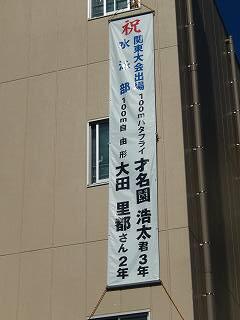 祝
関東大会出場
水泳部
100mバタフライ
才名園 浩太君3年
100m自由形
大田 里都さん2年